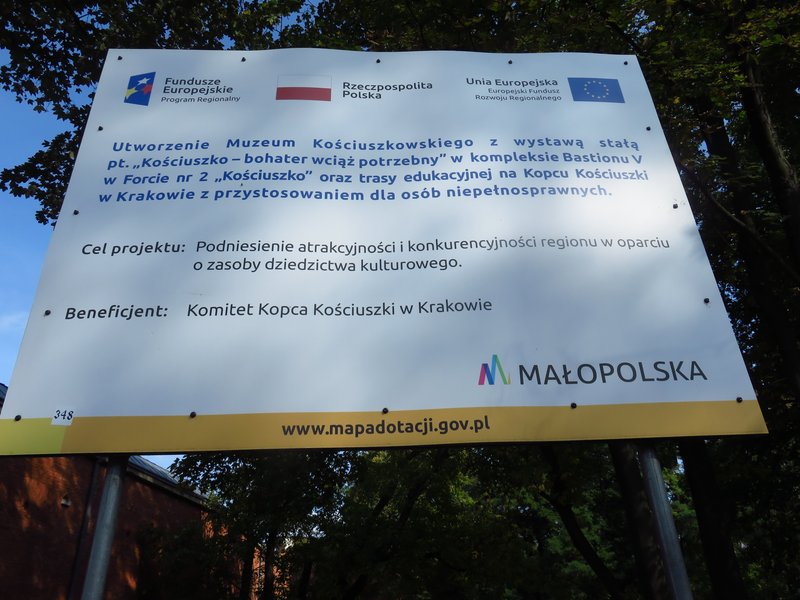 Fundusze
Europejskie
Program Regionalny
Rzeczpospolita
Polska
Unia Europejska
Europejski Fundusz
Rozwoju Regionalnego
Utworzenie Muzeum Kościuszkowskiego z wystawą stałą
pt. „Kościuszko – bohater wciąż potrzebny” w kompleksie Bastionu V
w Forcie nr 2 „Kościuszko” oraz trasy edukacyjnej na Kopcu Kościuszki
w Krakowie z przystosowaniem dla osób niepełnosprawnych.
Cel projektu: Podniesienie atrakcyjności i konkurencyjności regionu w oparciu
o zasoby dziedzictwa kulturowego.
Beneficjent: Komitet Kopca Kościuszki w Krakowie
MAŁOPOLSKA
348
www.mapadotacji.gov.pl